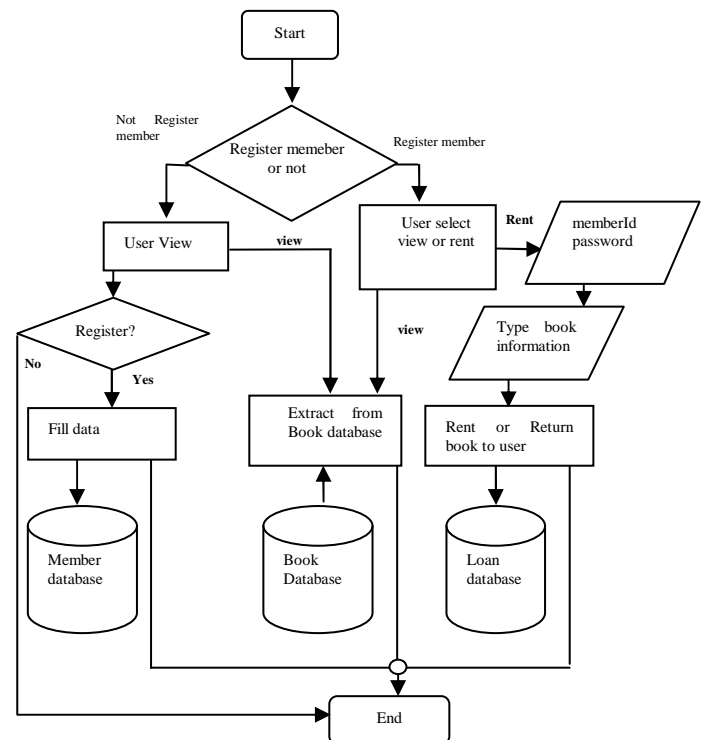 Start
Not Register
member
Register memeber
or not
Register member
User View
view
User select
view or rent
Rent
memberId
password
Register?
view
Type book
information
No
Yes
Fill data
Extract from
Book database
Rent or Return
book to user
Member
database
Book
Database
Loan
database
End